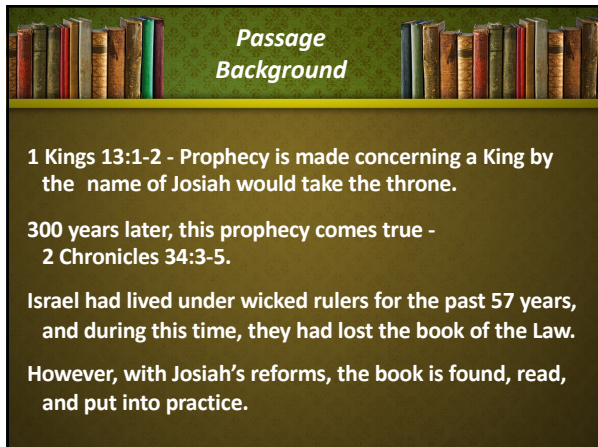 Passage
Background
1 Kings 13:1-2 - Prophecy is made concerning a King by
the name of Josiah would take the throne.
300 years later, this prophecy comes true -
2 Chronicles 34:3-5.
Israel had lived under wicked rulers for the past 57 years,
and during this time, they had lost the book of the Law.
However, with Josiah’s reforms, the book is found, read,
and put into practice.